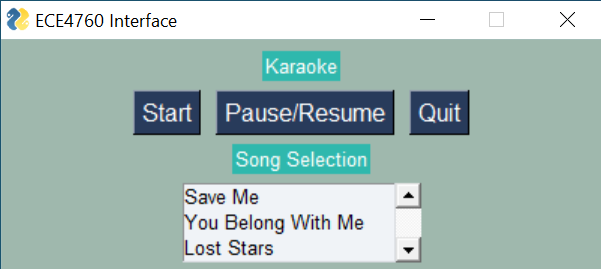 ECE4760 Interface
Karaoke
Start Pause/Resume Quit
Song Selection
Save Me
You Belong With Me
Lost Stars